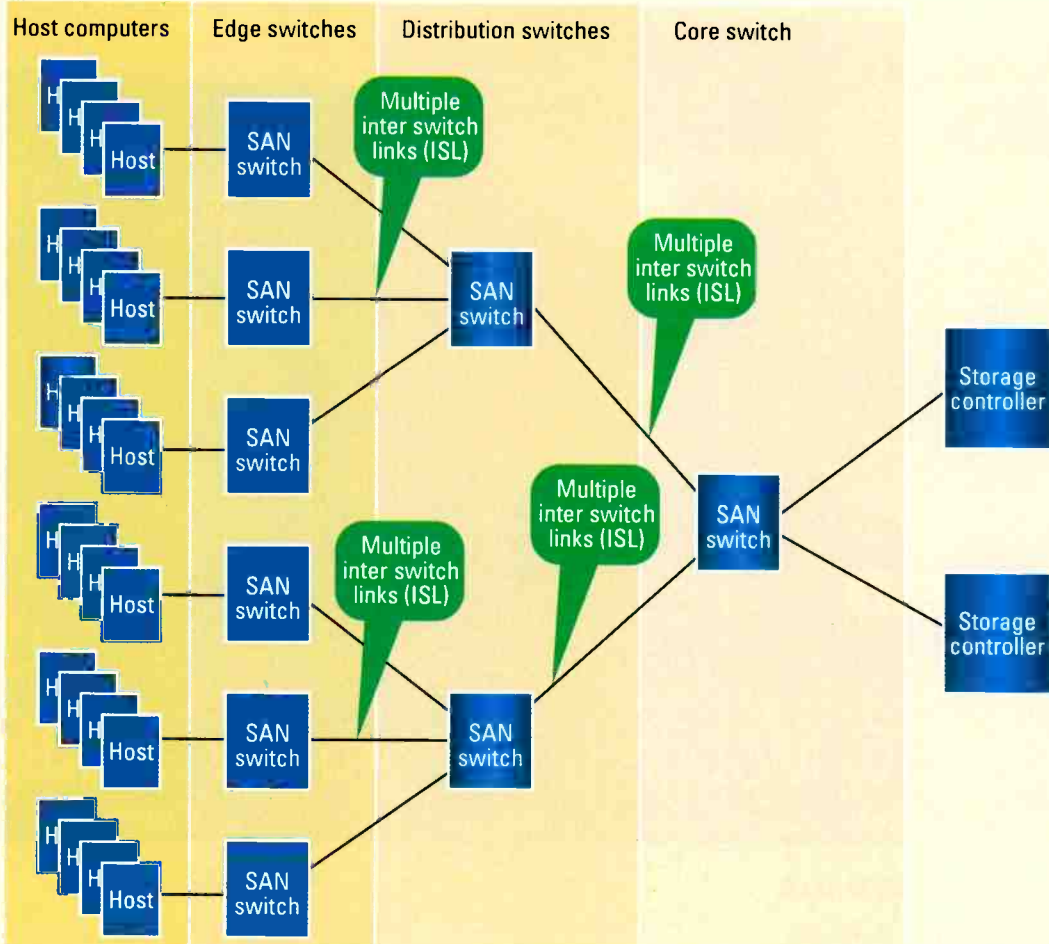 Host computers
Edge switches
Distribution switches
Core switch
H
H
H
Host
SAN
switch
Multiple
inter switch
links (ISL)
H
H
H
Host
SAN
switch
SAN
switch
Multiple
inter switch
links (ISL)
H
H
H
Host
SAN
switch
Storage
controller
H
H
H
Host
SAN
switch
Multiple
inter switch
links (ISL)
Multiple
inter switch
links (ISL)
SAN
switch
Storage
controller
H
H
H
Host
SAN
switch
SAN
switch
H
H
H
Host
SAN
switch